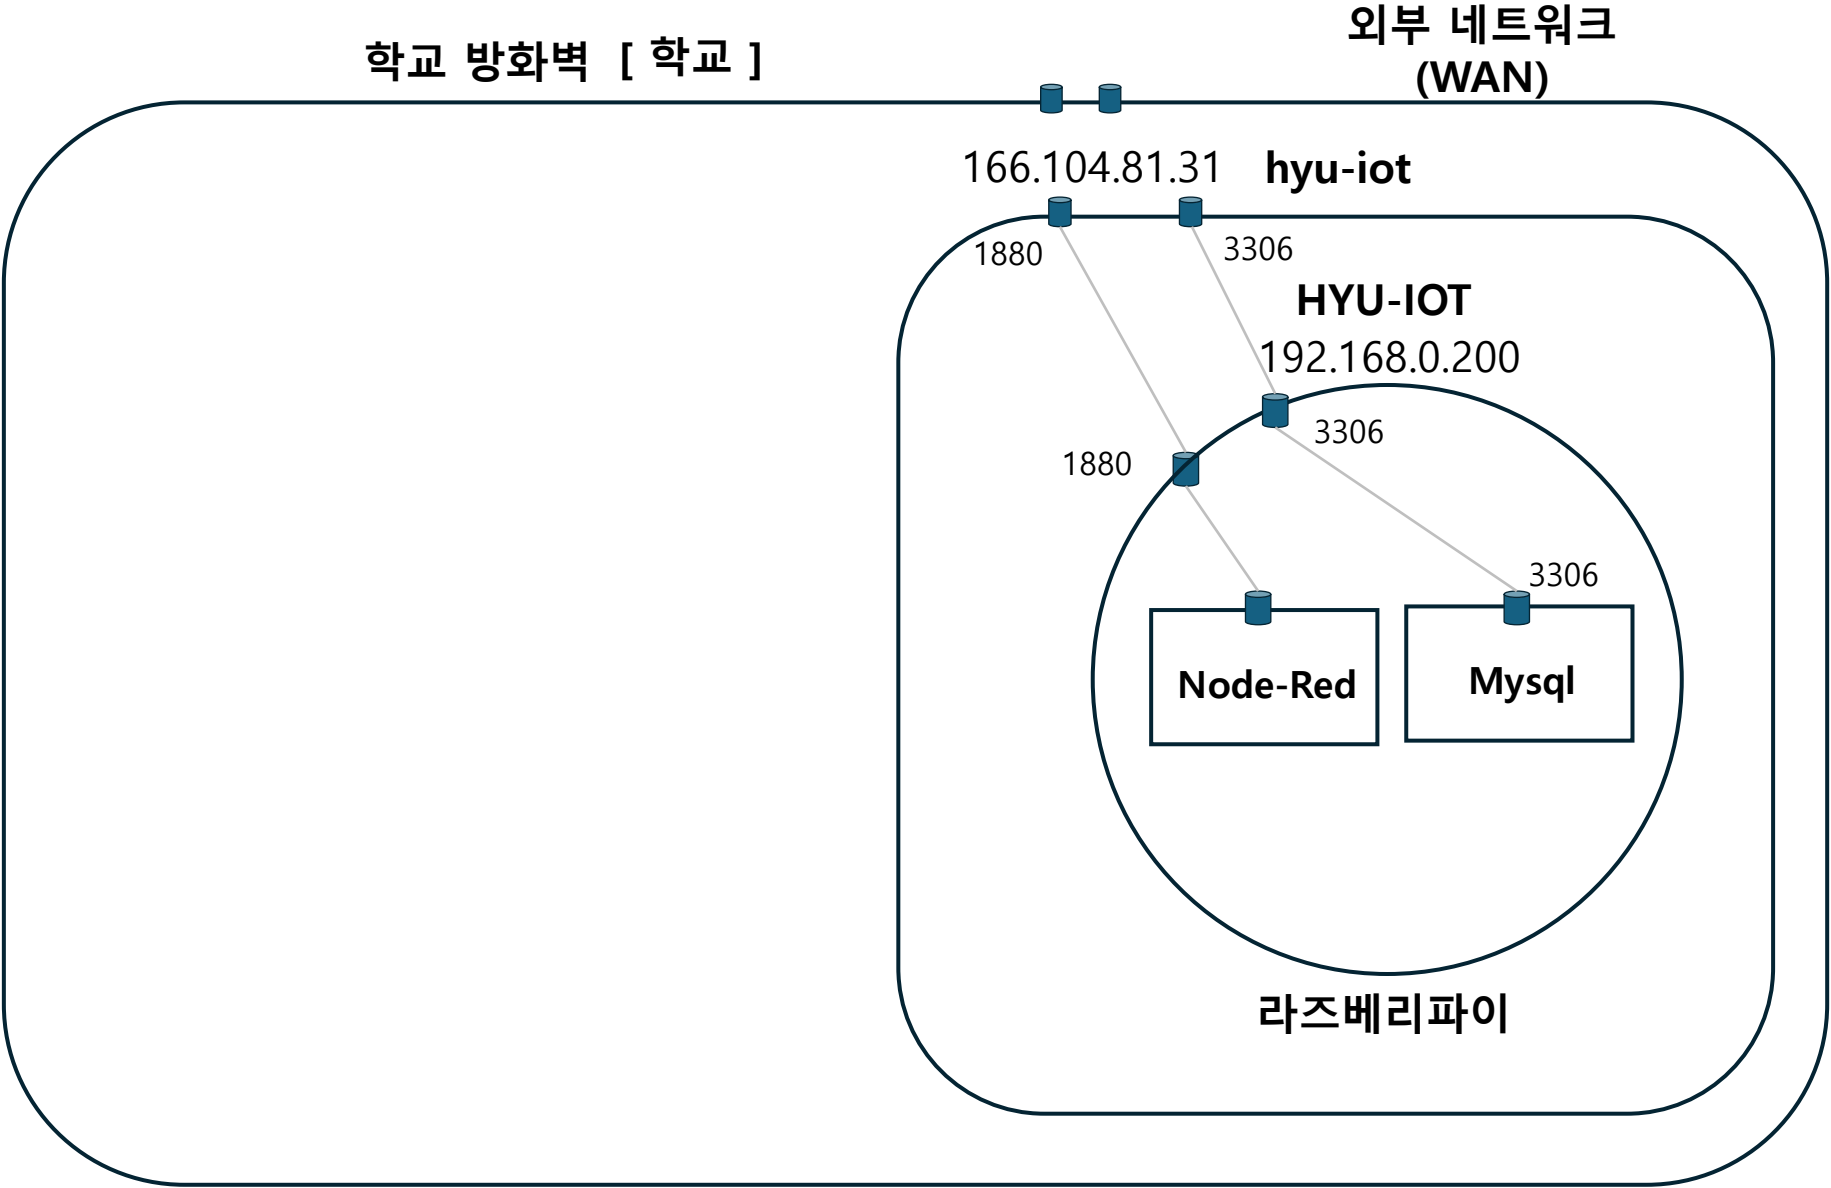 외부 네트워크
(WAN)
학교 방화벽 [ 학교 ]
166.104.81.31 hyu-iot
1880
3306
HYU-IOT
192.168.0.200
3306
1880
3306
Node-Red
Mysql
라즈베리파이